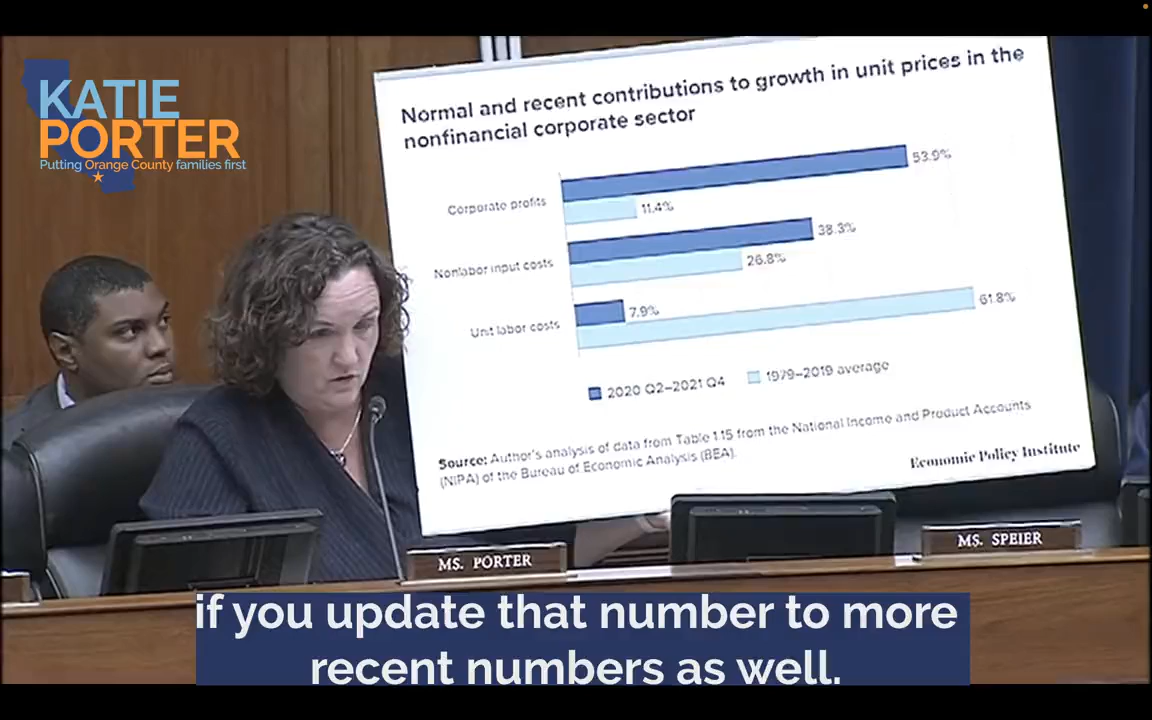 KATIE
PORTER
Putting Orange County families first
Normal and recent contributions to growth in unit prices in the
nonfinancial corporate sector
Corporate profits
53.9%
11.4%
Nonlabor input costs
38.3%
26.8%
Unit labor costs
7.9%
61.8%
2020 Q2–2021 Q4
1979–2019 average
Source: Author's analysis of data from Table 1.15 from the National Income and Product Accounts
(NIPA) of the Bureau of Economic Analysis (BEA).
Economic Policy Institute
MS. PORTER
MS. SPEIER
if you update that number to more
recent numbers as well.